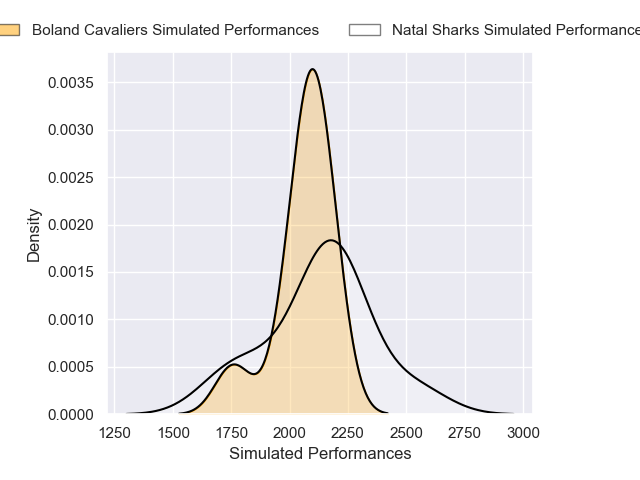 Boland Cavaliers Simulated Performances Natal Sharks Simulated Performance
0.0035
0.0030
0.0025
0.0020
0.0015
0.0010
0.0005
0.0000
Density
1250 1500 1750 2000 2250 2500 2750 3000
Simulated Performances